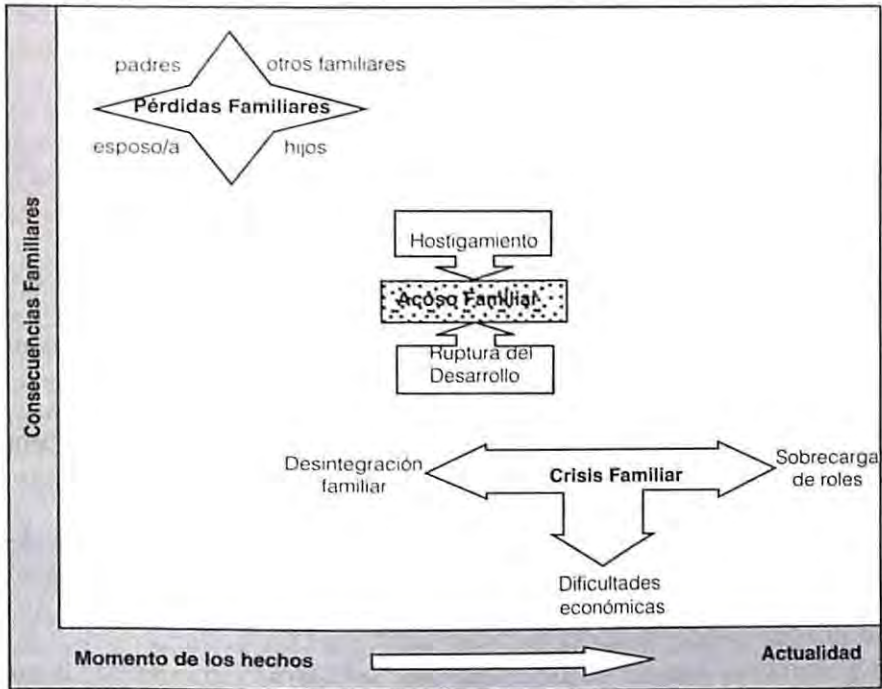 padres
otros familiares
Pérdidas Familiares
esposo/a
hijos
Hostigamiento
Acoso Familiar
Ruptura del
Desarrollo
Desintegración
familiar
Crisis Familiar
Sobrecarga
de roles
Dificultades
económicas
Consecuencias Familiares
Momento de los hechos
Actualidad